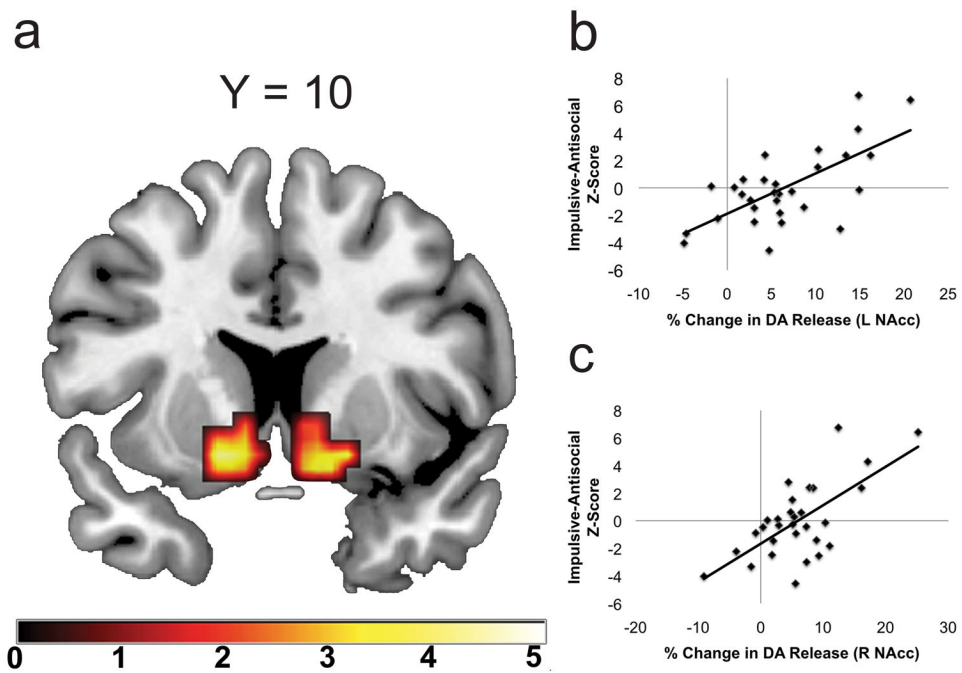 a
Y = 10
0 1 2 3 4 5
b
8
6
4
2
0
-2
-4
-6
-10 -5 0 5 10 15 20 25
Impulsive-Antisocial
Z-Score
% Change in DA Release (L NAcc)
c
8
6
4
2
0
-2
-4
-6
-20 -10 0 10 20 30
Impulsive-Antisocial
Z-Score
% Change in DA Release (R NAcc)